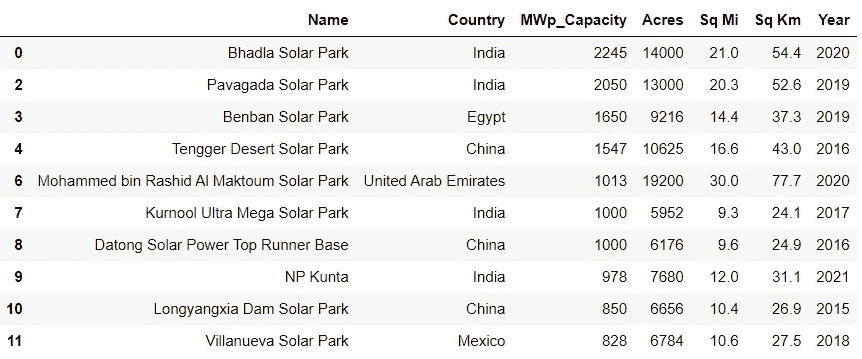 Name Country MWp_Capacity Acres Sq Mi Sq Km Year
0 Bhadla Solar Park India 2245 14000 21.0 54.4 2020
2 Pavagada Solar Park India 2050 13000 20.3 52.6 2019
3 Benban Solar Park Egypt 1650 9216 14.4 37.3 2019
4 Tengger Desert Solar Park China 1547 10625 16.6 43.0 2016
6 Mohammed bin Rashid Al Maktoum Solar Park United Arab Emirates 1013 19200 30.0 77.7 2020
7 Kurnool Ultra Mega Solar Park India 1000 5952 9.3 24.1 2017
8 Datong Solar Power Top Runner Base China 1000 6176 9.6 24.9 2016
9 NP Kunta India 978 7680 12.0 31.1 2021
10 Longyangxia Dam Solar Park China 850 6656 10.4 26.9 2015
11 Villanueva Solar Park Mexico 828 6784 10.6 27.5 2018